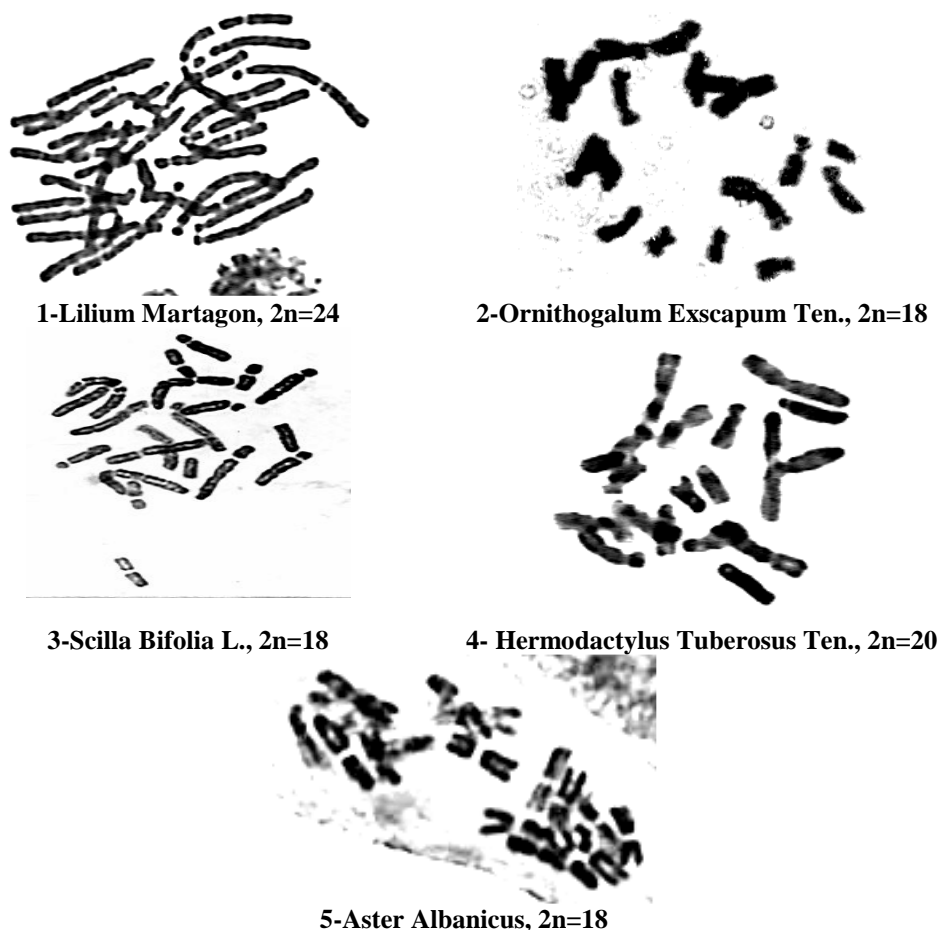 1-Lilium Martagon, 2n=24
2-Ornithogalum Exscapum Ten., 2n=18
3-Scilla Bifolia L., 2n=18
4- Hermodactylus Tuberosus Ten., 2n=20
5-Aster Albanicus, 2n=18